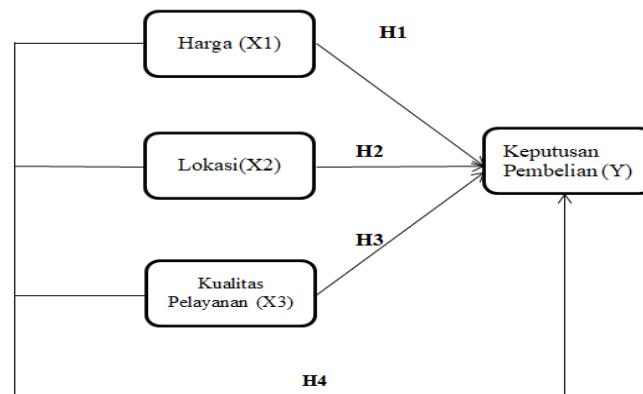 H1
Harga (X1)
H2
Lokasi(X2)
Keputusan
Pembelian (Y)
H3
Kualitas
Pelayanan (X3)
H4